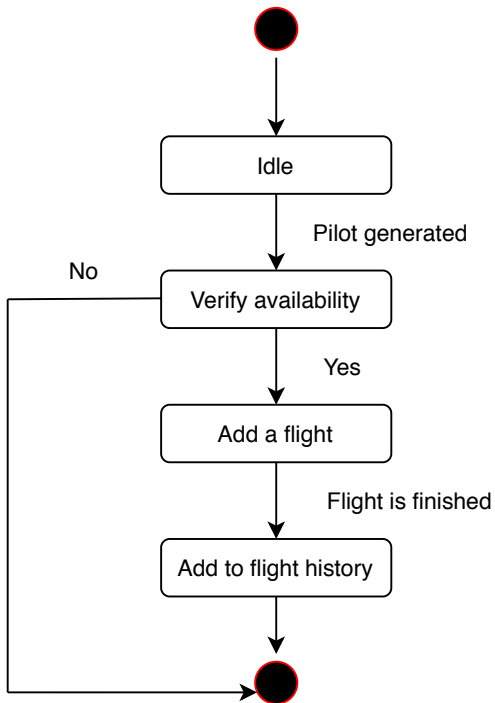 Idle
Pilot generated
No
Verify availability
Yes
Add a flight
Flight is finished
Add to flight history